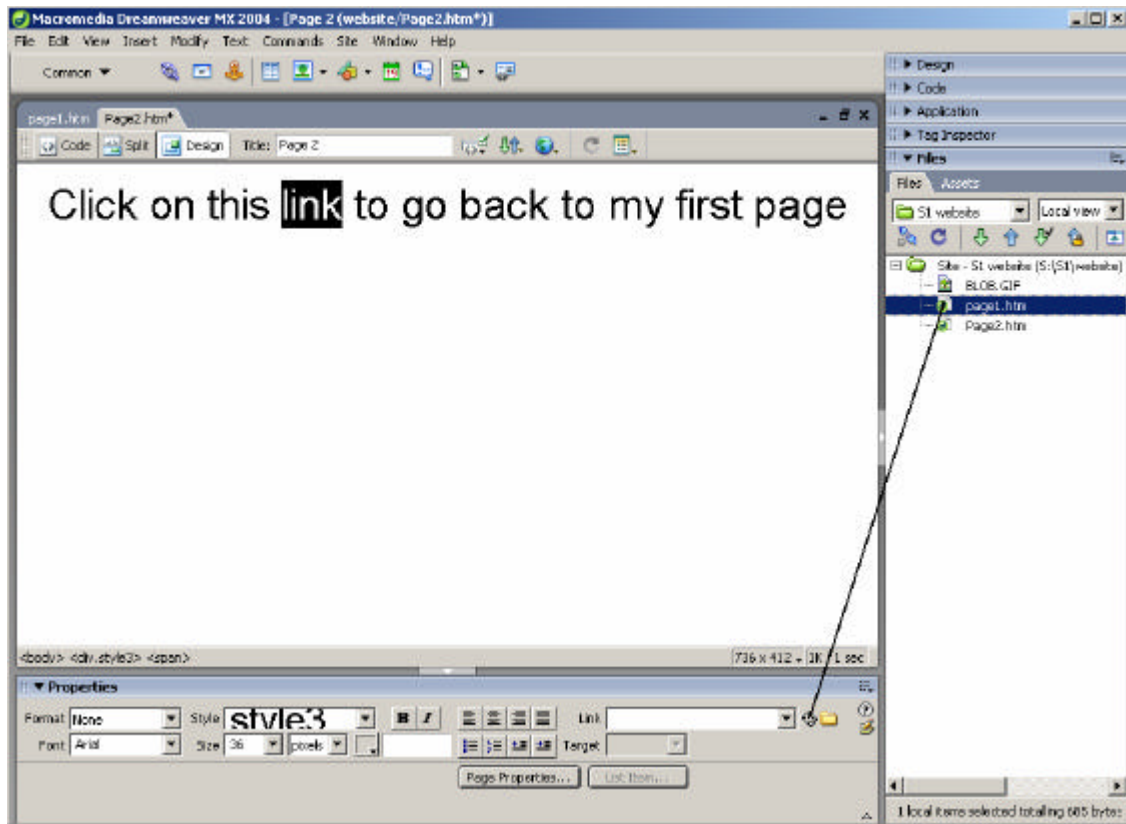 Macromedia Dreamweaver MX 2004 - [Page 2 (website/Page2.htm*)]
File Edit View Insert Modify Text Commands Site Window Help
Common
page1.htm Page2.htm*
Code Split Design Title: Page 2
Click on this link to go back to my first page
<body> <div.style3> <span>
736 x 412 1K / 1 sec
Properties
Format None Style style3 B I Link
Font Arial Size 36 pixels Target
Page Properties... List Item...
Design
Code
Application
Tag Inspector
Files
Files Assets
S1 website Local view
Site - S1 website (S:\S1\website)
BLOB.GIF
page1.htm
Page2.htm
1 local items selected totalling 685 bytes